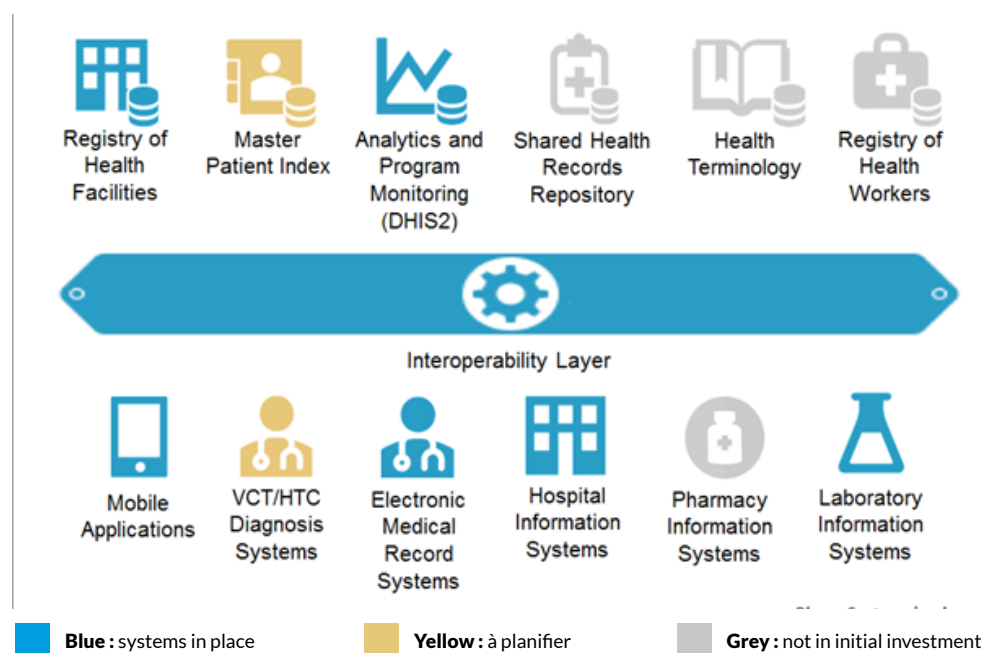 Registry of
Health
Facilities
Master
Patient Index
Analytics and
Program
Monitoring
(DHIS2)
Shared Health
Records
Repository
Health
Terminology
Registry of
Health
Workers
Interoperability Layer
Mobile
Applications
VCT/HTC
Diagnosis
Systems
Electronic
Medical
Record
Systems
Hospital
Information
Systems
Pharmacy
Information
Systems
Laboratory
Information
Systems
Blue : systems in place
Yellow : à planifier
Grey : not in initial investment